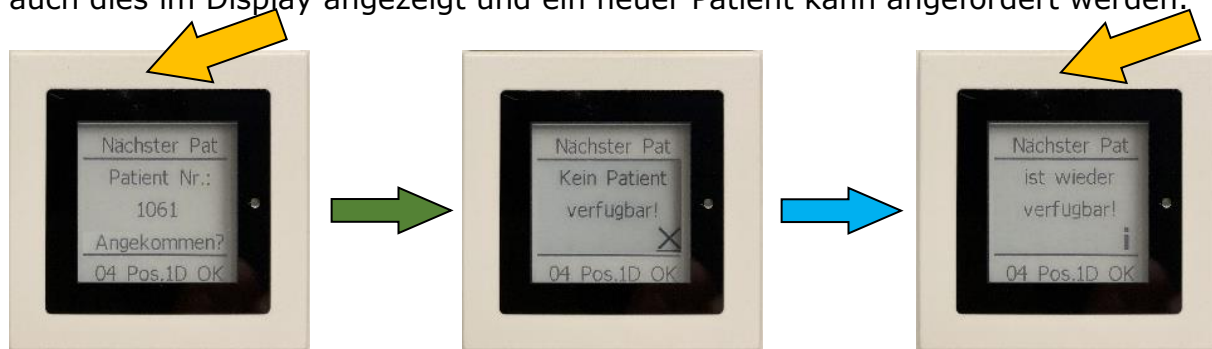 auch dies im Display angezeigt und ein neuer Patient kann angefordert werden.
Nächster Pat
Patient Nr.:
1061
Angekommen?
04 Pos.1D OK
Nächster Pat
Kein Patient
verfügbar!
04 Pos.1D OK
Nächster Pat
ist wieder
verfügbar!
i
04 Pos.1D OK